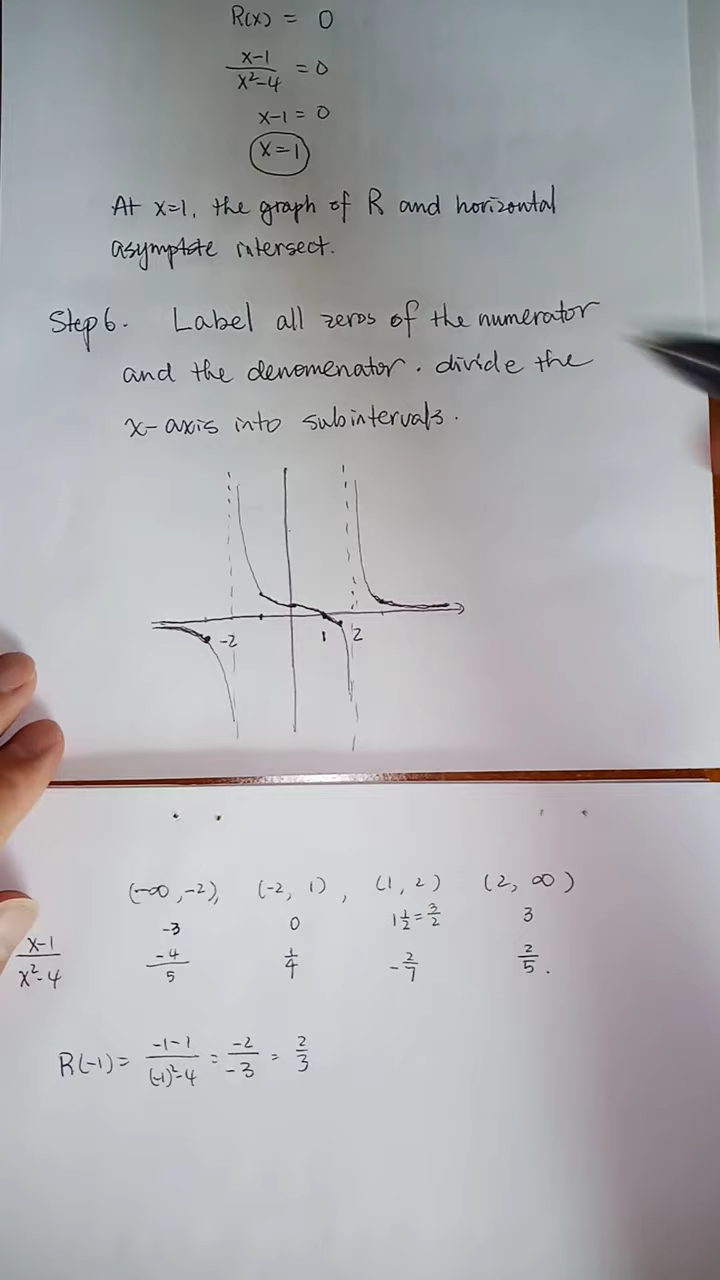 R(x) = 0
x-1/x²-4 = 0
x-1 = 0
x=1
At x=1, the graph of R and horizontal
asymptote intersect.
Step 6. Label all zeros of the numerator
and the denomenator. divide the
x-axis into subintervals.
-2 1 2
(-∞,-2), (-2, 1), (1, 2) (2, ∞)
-3 0 1 1/2 = 3/2 3
x-1/x²-4 -4/5 1/4 -2/7 2/5.
R(-1) = -1-1/(-1)²-4 = -2/-3 = 2/3